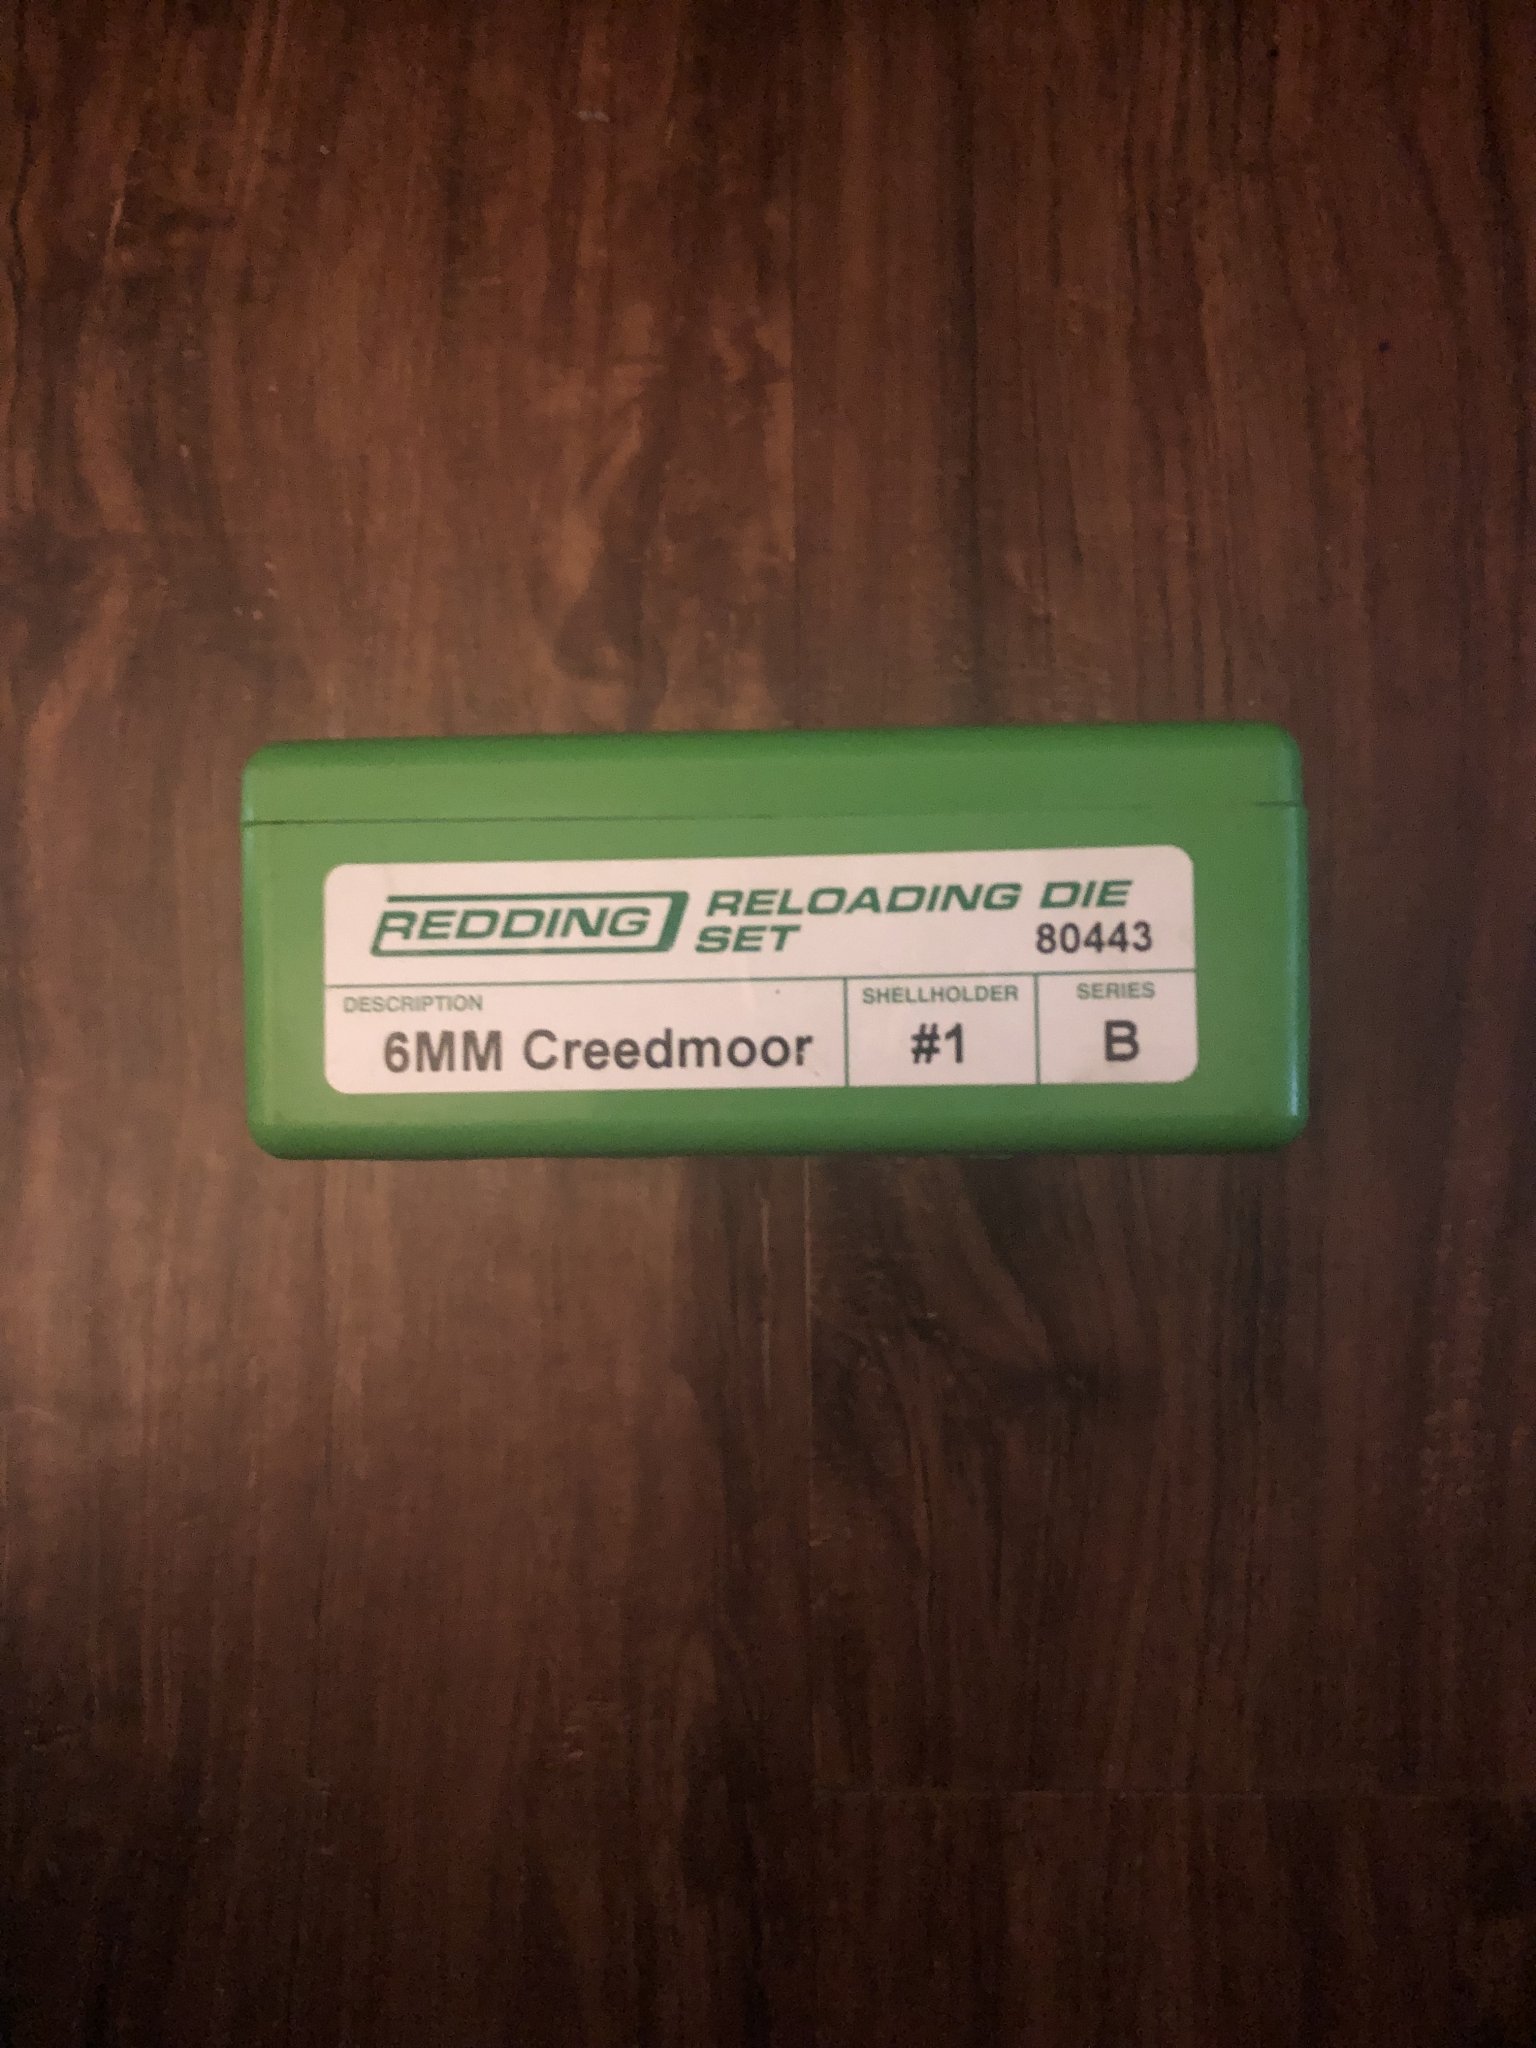 REDDING RELOADING DIE
SET 80443
DESCRIPTION SHELLHOLDER SERIES
6MM Creedmoor #1 B